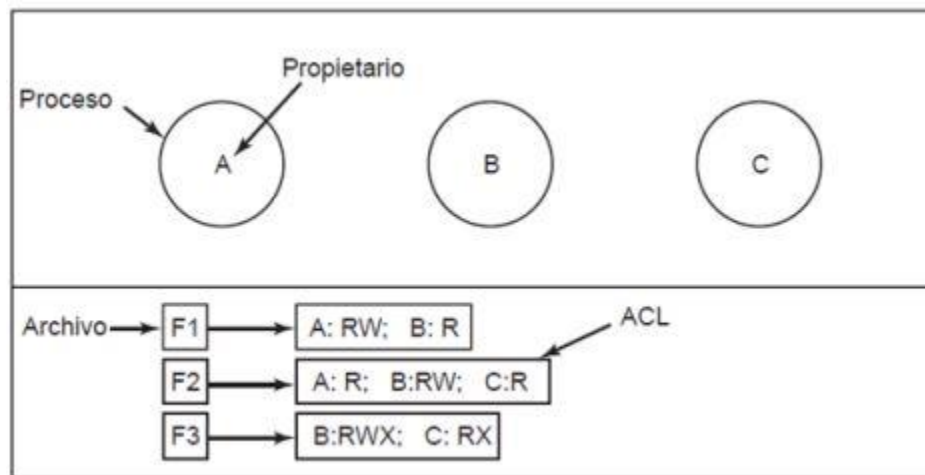 Propietario
Proceso
A
B
C
Archivo
F1
A: RW; B: R
ACL
F2
A: R; B:RW; C:R
F3
B:RWX; C: RX